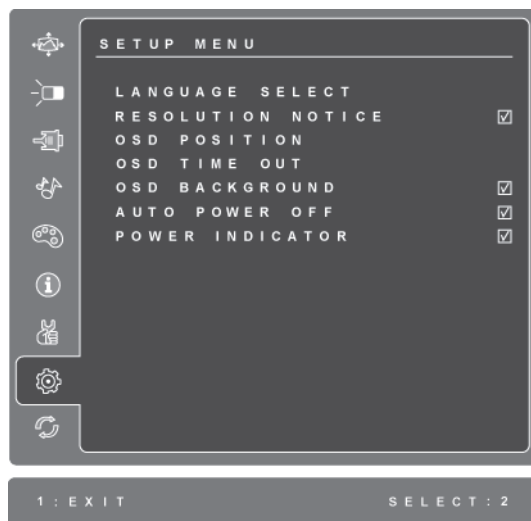 SETUP MENU
LANGUAGE SELECT
RESOLUTION NOTICE
OSD POSITION
OSD TIME OUT
OSD BACKGROUND
AUTO POWER OFF
POWER INDICATOR
1:EXIT SELECT:2